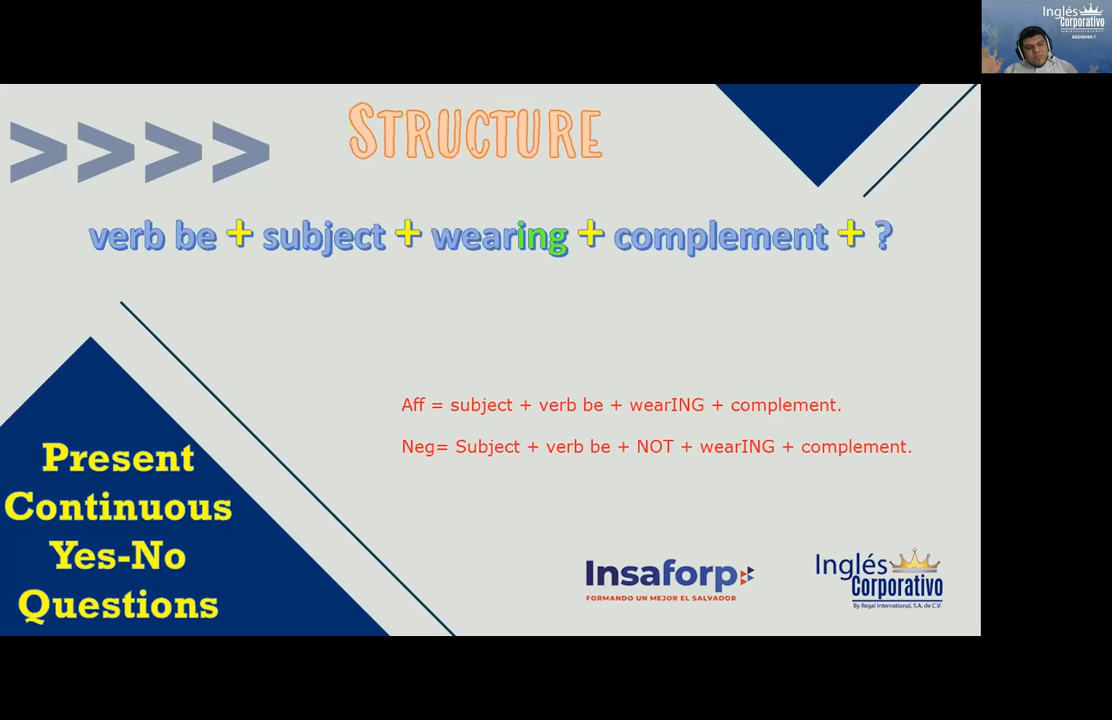 Inglés
Corporativo
BEGINNER 1
>>>>
STRUCTURE
verb be + subject + wearing + complement + ?
Aff = subject + verb be + wearING + complement.
Neg= Subject + verb be + NOT + wearING + complement.
Present
Continuous
Yes-No
Questions
Insaforp
FORMANDO UN MEJOR EL SALVADOR
Inglés
Corporativo
By Regal International, S.A. de C.V.